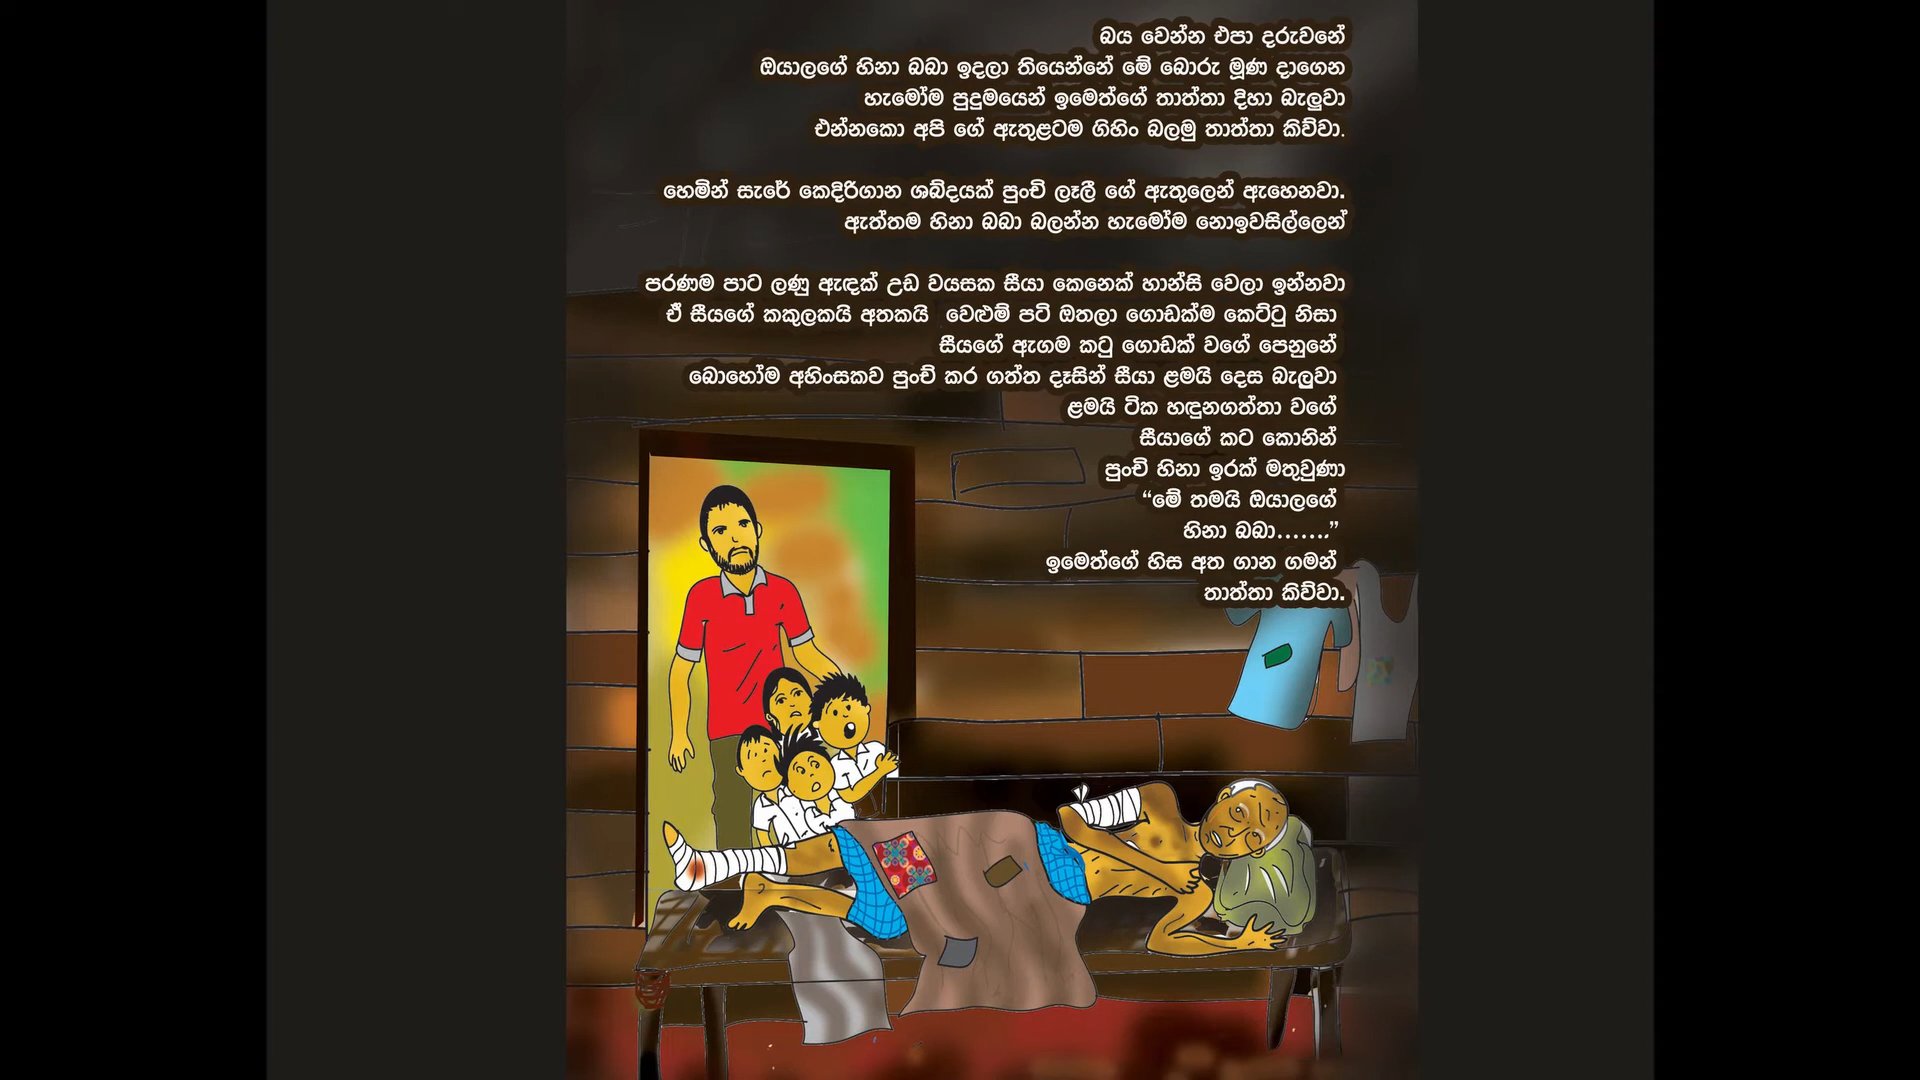 බය වෙන්න එපා දරුවනේ
ඔයාලගේ හිනා බබා ඉදලා තියෙන්නේ මේ බොරු මූණ දාගෙන
හැමෝම පුදුමයෙන් ඉමෙත්ගේ තාත්තා දිහා බැලුවා
එන්නකො අපි ගේ ඇතුළටම ගිහිං බලමු තාත්තා කිව්වා.
හෙමින් සැරේ කෙදිරිගාන ශබ්දයක් පුංචි ලෑලී ගේ ඇතුලෙන් ඇහෙනවා.
ඇත්තම හිනා බබා බලන්න හැමෝම නොඉවසිල්ලෙන්
පරණම පාට ලණු ඇඳක් උඩ වයසක සීයා කෙනෙක් හාන්සි වෙලා ඉන්නවා
ඒ සීයගේ කකුලකයි අතකයි වෙළුම් පටි ඔතලා ගොඩක්ම කෙට්ටු නිසා
සීයගේ ඇගම කටු ගොඩක් වගේ පෙනුනේ
බොහෝම අහිංසකව පුංචි කර ගත්ත දෑසින් සීයා ළමයි දෙස බැලුවා
ළමයි ටික හඳුනගත්තා වගේ
සීයාගේ කට කොනින්
පුංචි හිනා ඉරක් මතුවුණා
“මේ තමයි ඔයාලගේ
හිනා බබා…….”
ඉමෙත්ගේ හිස අත ගාන ගමන්
තාත්තා කිව්වා.